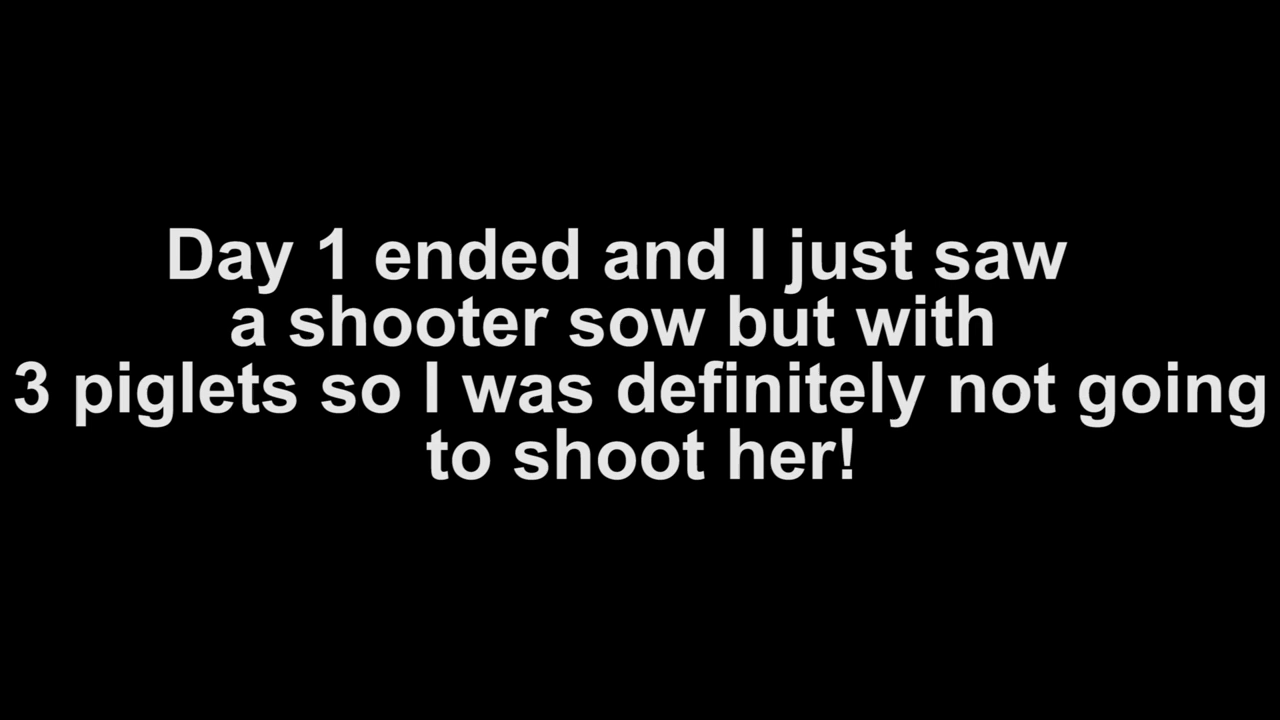 Day 1 ended and I just saw
a shooter sow but with
3 piglets so I was definitely not going
to shoot her!